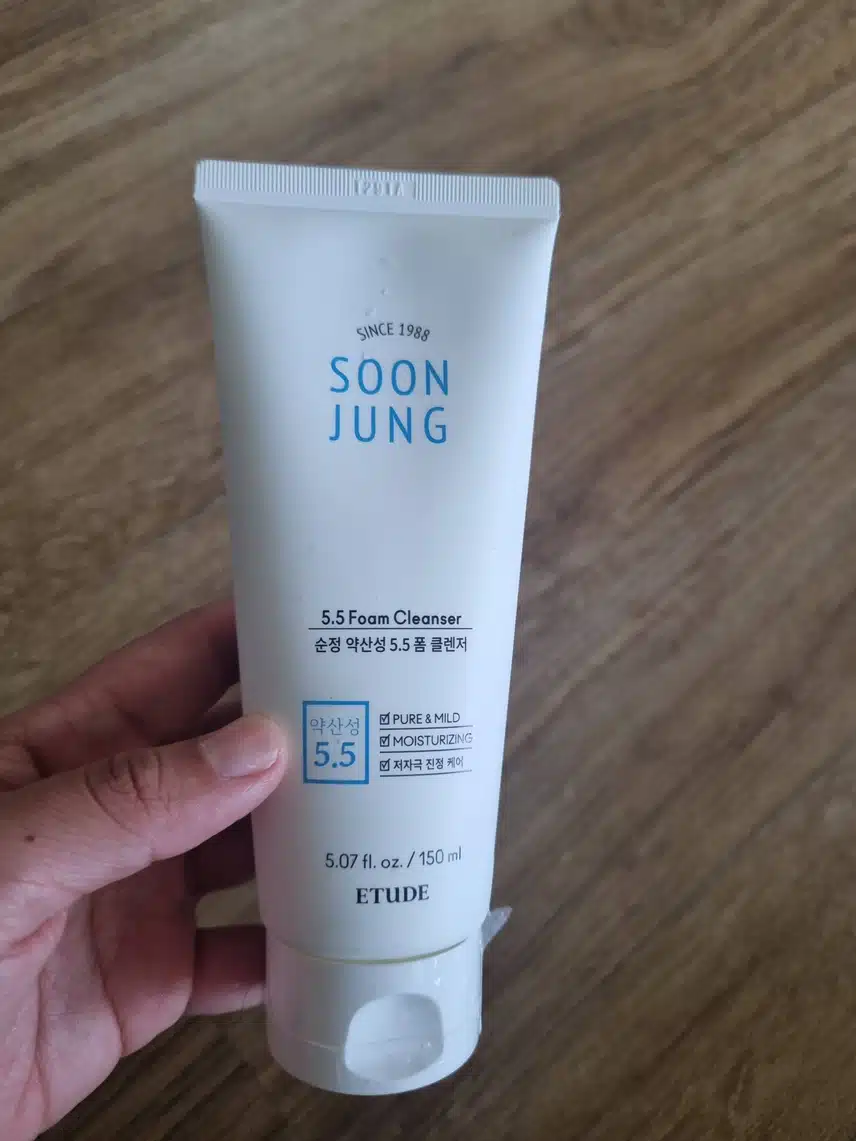 SINCE 1988
SOON
JUNG
5.5 Foam Cleanser
순정 약산성 5.5 폼 클렌저
약산성
5.5
PURE & MILD
MOISTURIZING
저자극 진정 케어
5.07 fl. oz. / 150 ml
ETUDE